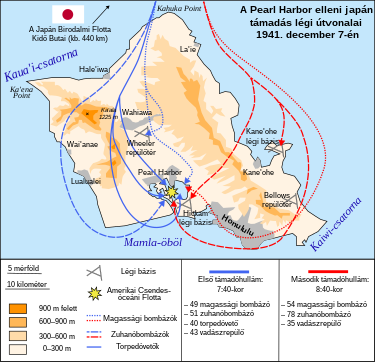 A Pearl Harbor elleni japán
támadás légi útvonalai
1941. december 7-én
Kahuku Point
A Japán Birodalmi Flotta
Kidó Butai (kb. 440 km)
Kaua'i-csatorna
Ka'ena
Point
Hale'iwa
La'ie
Kaala
1225 m
Wahiawa
Wai'anae
Wheeler
repülőtér
Kane'ohe
légi bázis
Pearl Harbor
Kane'ohe
Lualualei
Bellows
repülőtér
Hickam
légi bázis
Honolulu
Mamla-öböl
Kaiwi-csatorna
5 mérföld
10 kilométer
900 m felett
600–900 m
300–600 m
0–300 m
Légi bázis
Amerikai Csendes-
óceáni Flotta
Magassági bombázók
Zuhanóbombázók
Torpedóvetők
Első támadóhullám:
7:40-kor
– 49 magassági bombázó
– 51 zuhanóbombázó
– 40 torpedóvető
– 43 vadászrepülő
Második támadóhullám:
8:40-kor
– 54 magassági bombázó
– 78 zuhanóbombázó
– 35 vadászrepülő